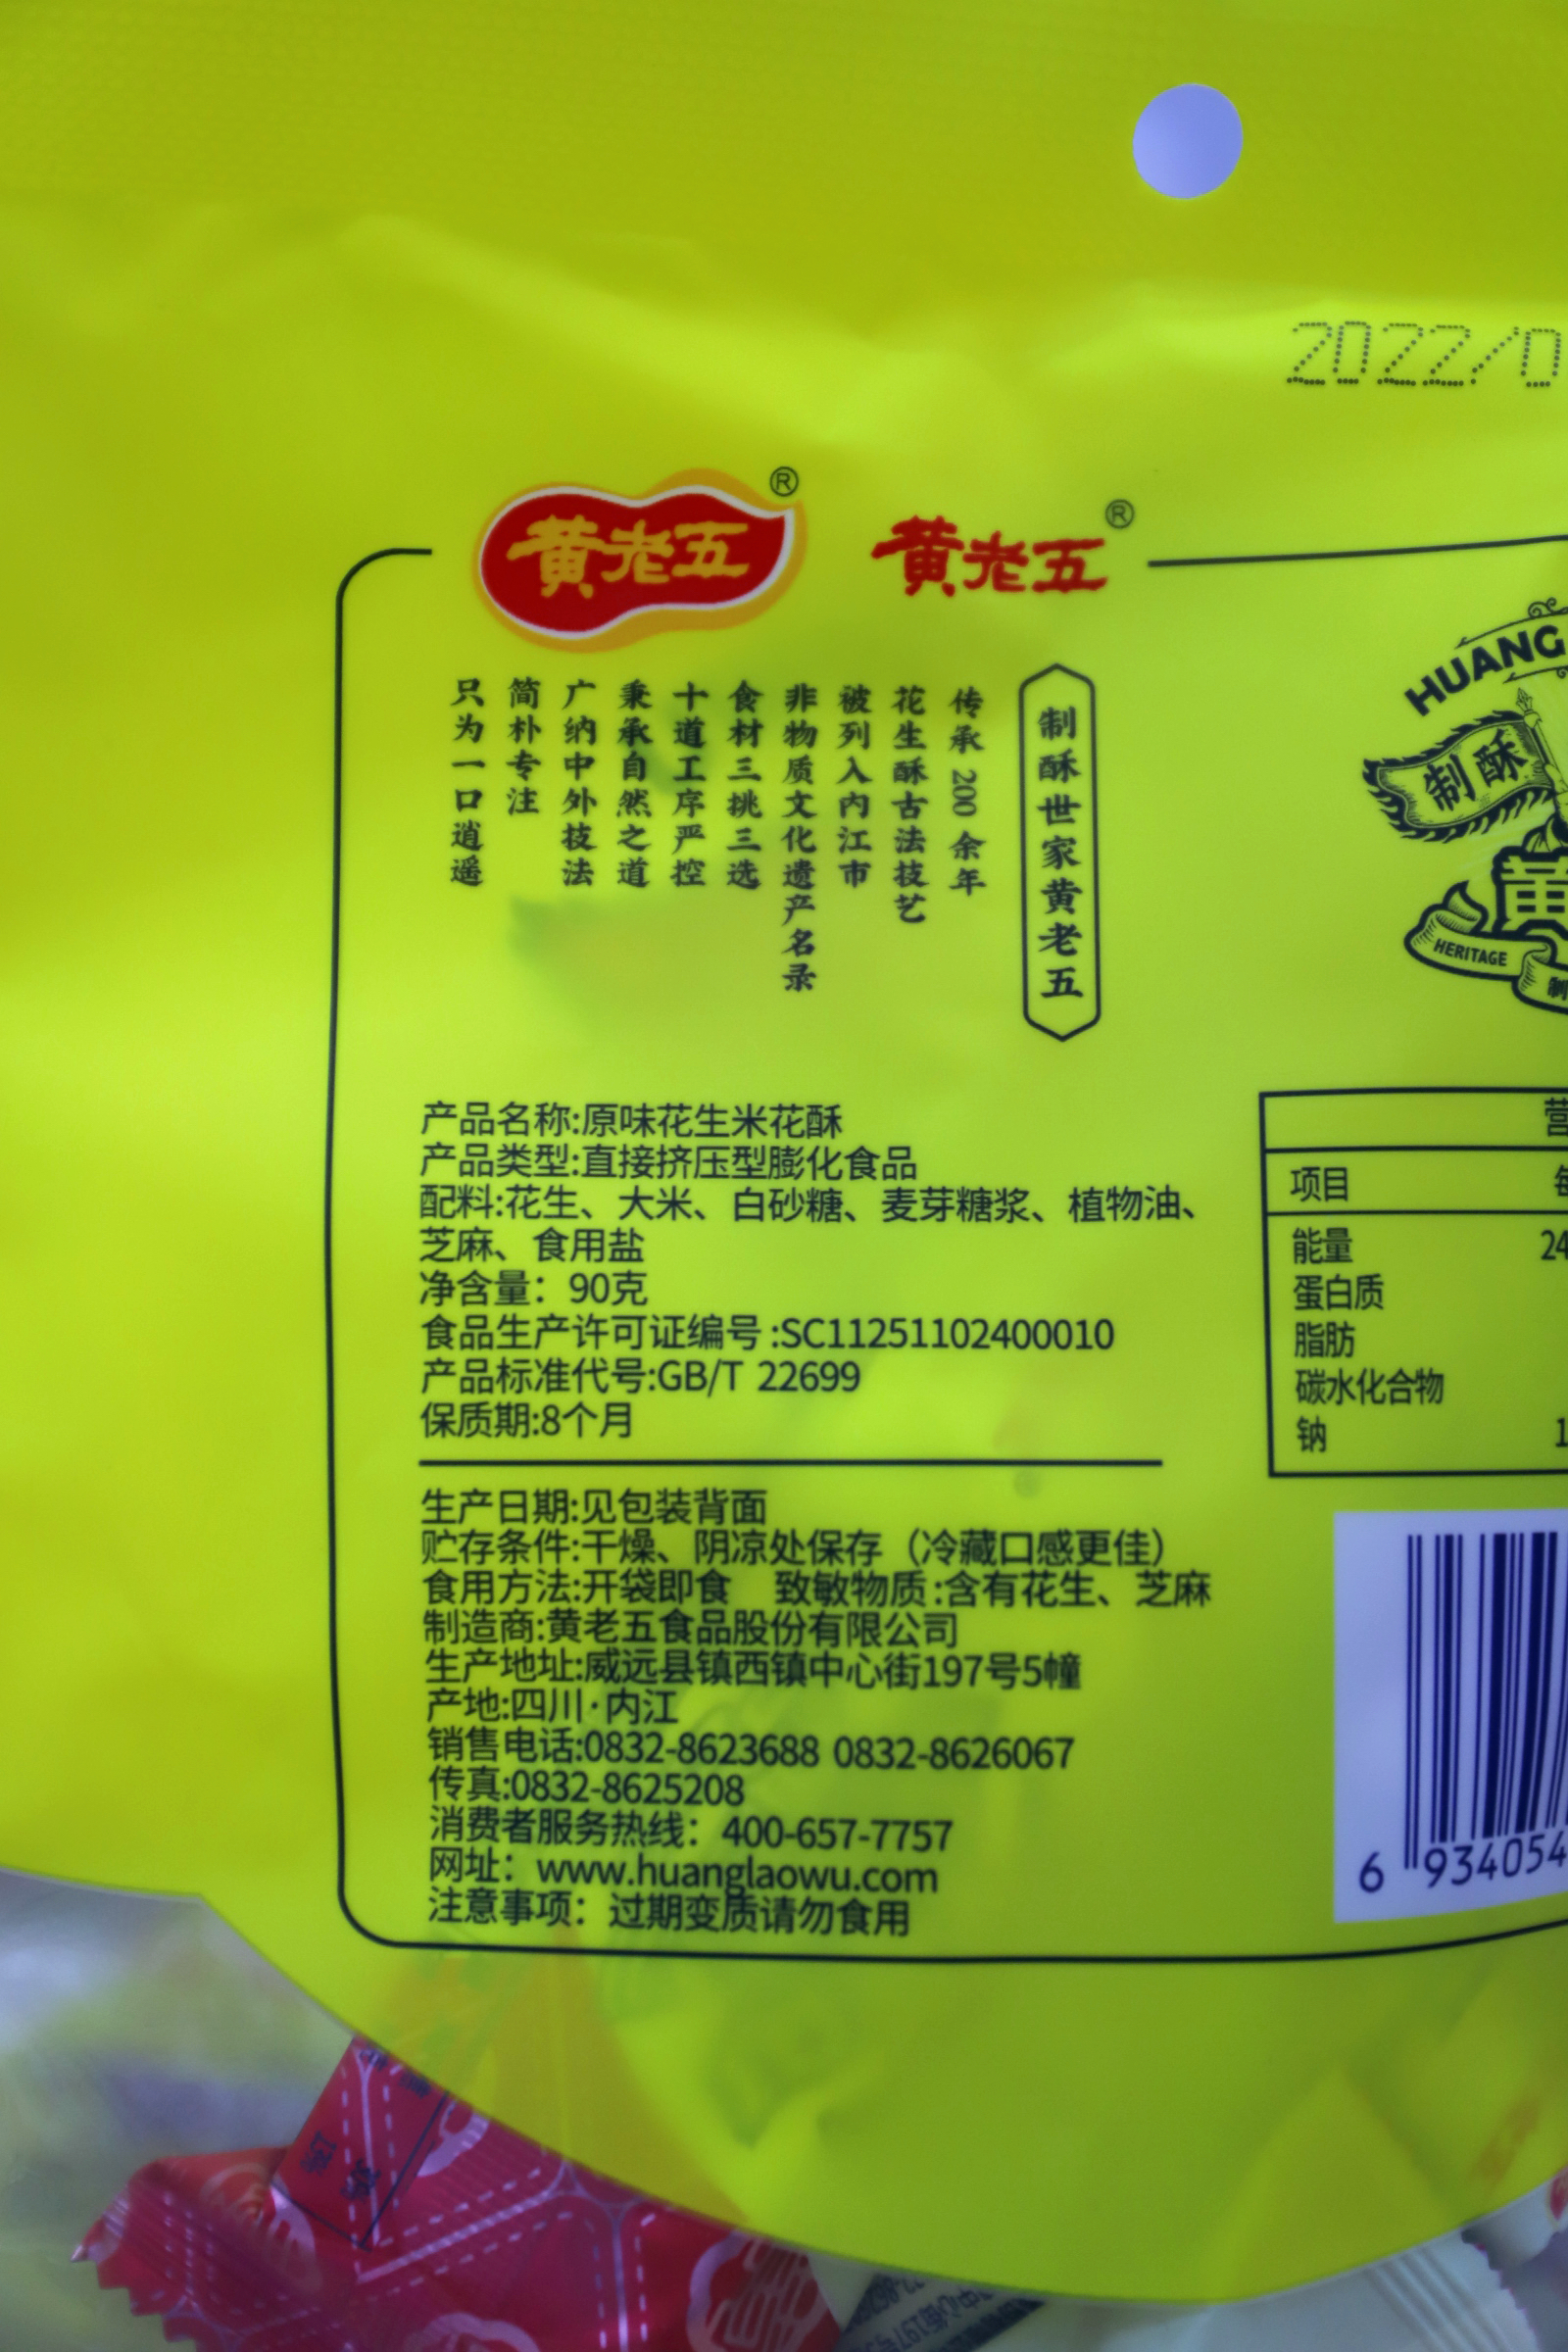 2022/0
黄老五®
黄老五®
制酥世家黄老五
传承200余年
花生酥古法技艺
被列入内江市
非物质文化遗产名录
食材三挑三选
十道工序严控
秉承自然之道
广纳中外技法
简朴专注
只为一口逍遥
HUANG
制酥
黄
HERITAGE
制
产品名称:原味花生米花酥
产品类型:直接挤压型膨化食品
配料:花生、大米、白砂糖、麦芽糖浆、植物油、
芝麻、食用盐
净含量：90克
食品生产许可证编号:SC11251102400010
产品标准代号:GB/T 22699
保质期:8个月
生产日期:见包装背面
贮存条件:干燥、阴凉处保存（冷藏口感更佳）
食用方法:开袋即食 致敏物质:含有花生、芝麻
制造商:黄老五食品股份有限公司
生产地址:威远县镇西镇中心街197号5幢
产地:四川·内江
销售电话:0832-8623688 0832-8626067
传真:0832-8625208
消费者服务热线：400-657-7757
网址：www.huanglaowu.com
注意事项：过期变质请勿食用
营
项目 每
能量 24
蛋白质
脂肪
碳水化合物
钠 1
6 934054